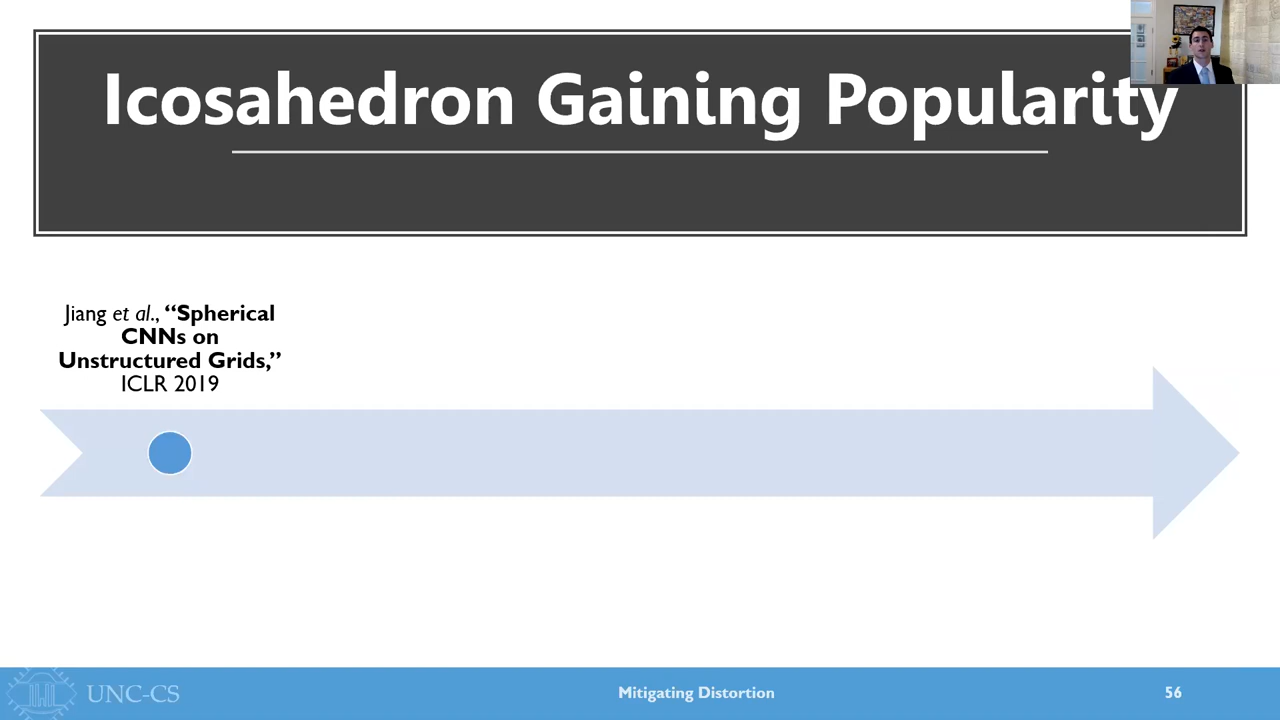 Icosahedron Gaining Popularity
Jiang et al., “Spherical
CNNs on
Unstructured Grids,”
ICLR 2019
UNC-CS
Mitigating Distortion
56